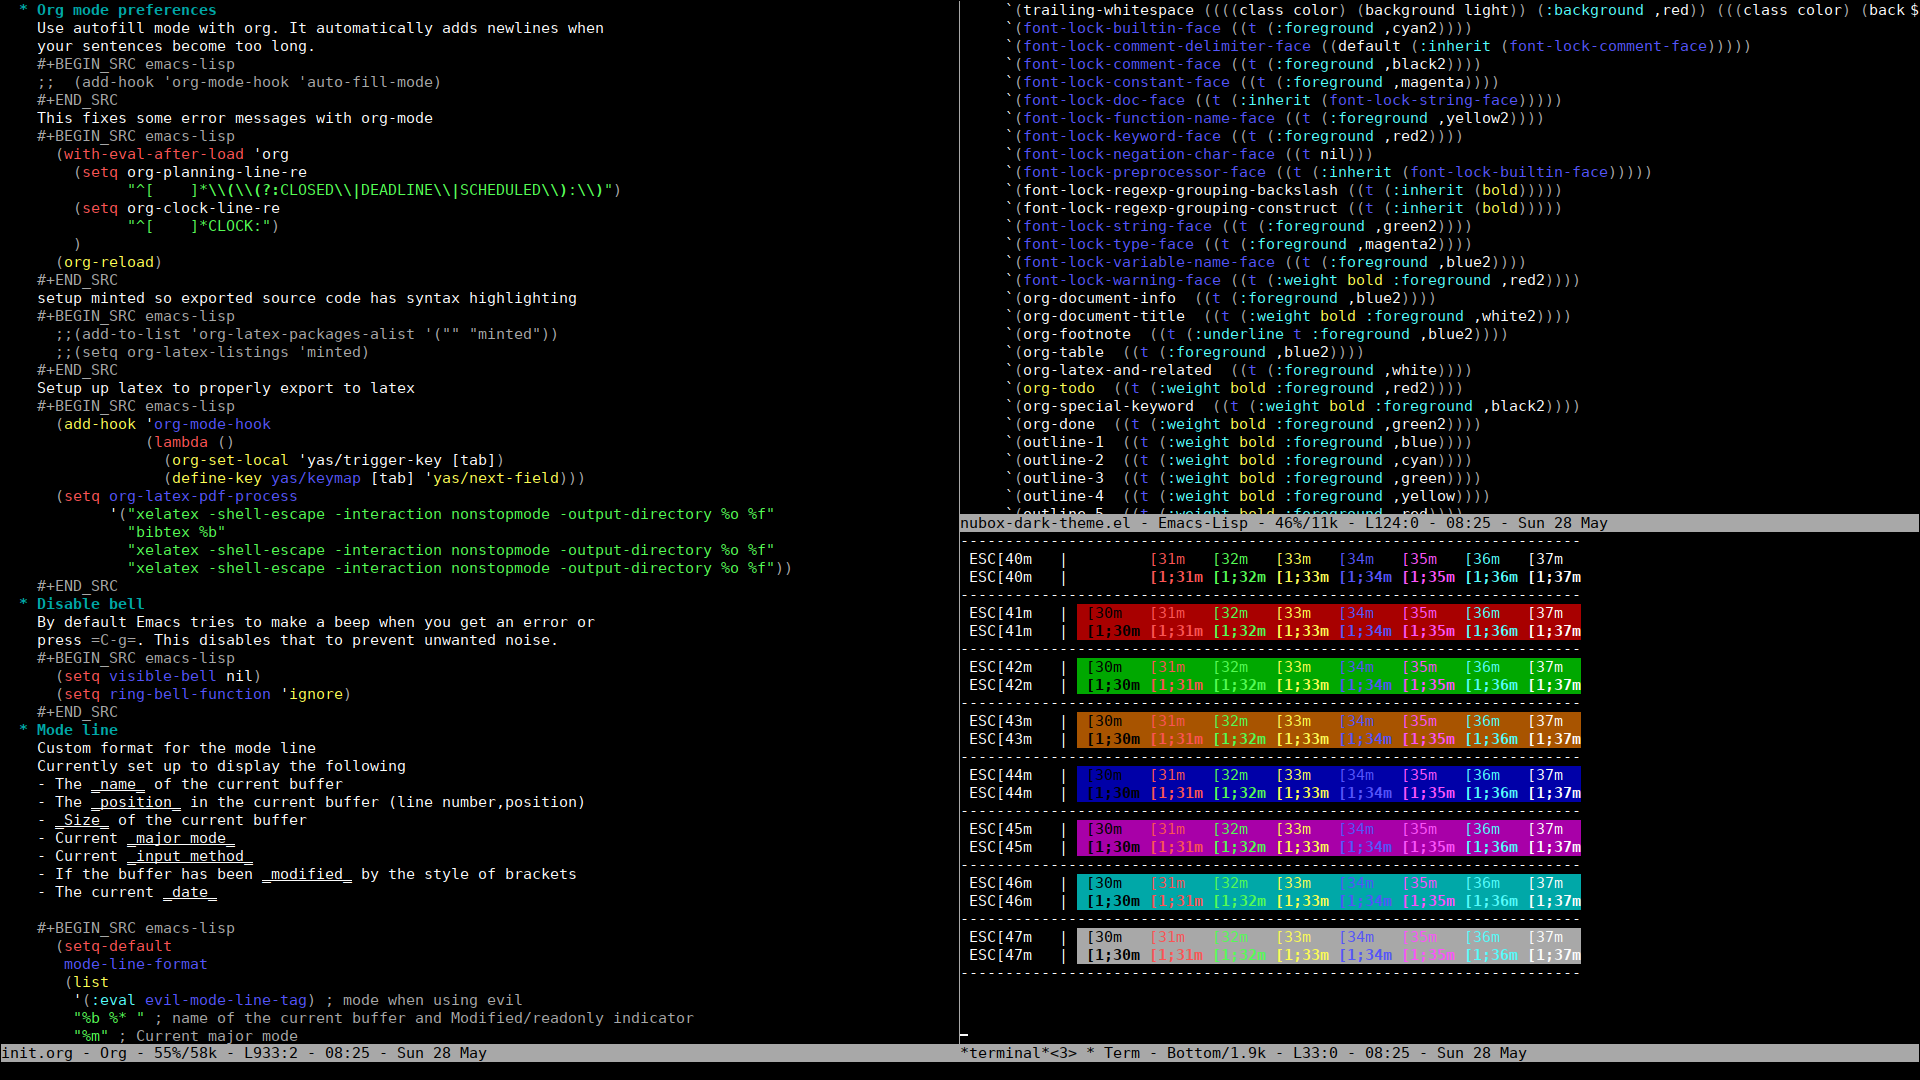 * Org mode preferences
Use autofill mode with org. It automatically adds newlines when
your sentences become too long.
#+BEGIN_SRC emacs-lisp
;;  (add-hook 'org-mode-hook 'auto-fill-mode)
#+END_SRC
This fixes some error messages with org-mode
#+BEGIN_SRC emacs-lisp
(with-eval-after-load 'org
(setq org-planning-line-re
"^[    ]*\\(\\(?:CLOSED\\|DEADLINE\\|SCHEDULED\\):\\)")
(setq org-clock-line-re
"^[    ]*CLOCK:")
)
(org-reload)
#+END_SRC
setup minted so exported source code has syntax highlighting
#+BEGIN_SRC emacs-lisp
;;(add-to-list 'org-latex-packages-alist '("" "minted"))
;;(setq org-latex-listings 'minted)
#+END_SRC
Setup up latex to properly export to latex
#+BEGIN_SRC emacs-lisp
(add-hook 'org-mode-hook
(lambda ()
(org-set-local 'yas/trigger-key [tab])
(define-key yas/keymap [tab] 'yas/next-field)))
(setq org-latex-pdf-process
'("xelatex -shell-escape -interaction nonstopmode -output-directory %o %f"
"bibtex %b"
"xelatex -shell-escape -interaction nonstopmode -output-directory %o %f"
"xelatex -shell-escape -interaction nonstopmode -output-directory %o %f"))
#+END_SRC
* Disable bell
By default Emacs tries to make a beep when you get an error or
press =C-g=. This disables that to prevent unwanted noise.
#+BEGIN_SRC emacs-lisp
(setq visible-bell nil)
(setq ring-bell-function 'ignore)
#+END_SRC
* Mode line
Custom format for the mode line
Currently set up to display the following
- The _name_ of the current buffer
- The _position_ in the current buffer (line number,position)
- _Size_ of the current buffer
- Current _major mode_
- Current _input method_
- If the buffer has been _modified_ by the style of brackets
- The current _date_
#+BEGIN_SRC emacs-lisp
(setq-default
mode-line-format
(list
'(:eval evil-mode-line-tag) ; mode when using evil
"%b %* " ; name of the current buffer and Modified/readonly indicator
"%m" ; Current major mode
init.org - Org - 55%/58k - L933:2 - 08:25 - Sun 28 May
`(trailing-whitespace ((((class color) (background light)) (:background ,red)) (((class color) (back$
`(font-lock-builtin-face ((t (:foreground ,cyan2))))
`(font-lock-comment-delimiter-face ((default (:inherit (font-lock-comment-face)))))
`(font-lock-comment-face ((t (:foreground ,black2))))
`(font-lock-constant-face ((t (:foreground ,magenta))))
`(font-lock-doc-face ((t (:inherit (font-lock-string-face)))))
`(font-lock-function-name-face ((t (:foreground ,yellow2))))
`(font-lock-keyword-face ((t (:foreground ,red2))))
`(font-lock-negation-char-face ((t nil)))
`(font-lock-preprocessor-face ((t (:inherit (font-lock-builtin-face)))))
`(font-lock-regexp-grouping-backslash ((t (:inherit (bold)))))
`(font-lock-regexp-grouping-construct ((t (:inherit (bold)))))
`(font-lock-string-face ((t (:foreground ,green2))))
`(font-lock-type-face ((t (:foreground ,magenta2))))
`(font-lock-variable-name-face ((t (:foreground ,blue2))))
`(font-lock-warning-face ((t (:weight bold :foreground ,red2))))
`(org-document-info  ((t (:foreground ,blue2))))
`(org-document-title  ((t (:weight bold :foreground ,white2))))
`(org-footnote  ((t (:underline t :foreground ,blue2))))
`(org-table  ((t (:foreground ,blue2))))
`(org-latex-and-related  ((t (:foreground ,white))))
`(org-todo  ((t (:weight bold :foreground ,red2))))
`(org-special-keyword  ((t (:weight bold :foreground ,black2))))
`(org-done  ((t (:weight bold :foreground ,green2))))
`(outline-1  ((t (:weight bold :foreground ,blue))))
`(outline-2  ((t (:weight bold :foreground ,cyan))))
`(outline-3  ((t (:weight bold :foreground ,green))))
`(outline-4  ((t (:weight bold :foreground ,yellow))))
`(outline-5  ((t (:weight bold :foreground ,red))))
nubox-dark-theme.el - Emacs-Lisp - 46%/11k - L124:0 - 08:25 - Sun 28 May
---------------------------------------------------------------------
ESC[40m   |         [31m   [32m   [33m   [34m   [35m   [36m   [37m
ESC[40m   |         [1;31m [1;32m [1;33m [1;34m [1;35m [1;36m [1;37m
---------------------------------------------------------------------
ESC[41m   |  [30m   [31m   [32m   [33m   [34m   [35m   [36m   [37m
ESC[41m   |  [1;30m [1;31m [1;32m [1;33m [1;34m [1;35m [1;36m [1;37m
---------------------------------------------------------------------
ESC[42m   |  [30m   [31m   [32m   [33m   [34m   [35m   [36m   [37m
ESC[42m   |  [1;30m [1;31m [1;32m [1;33m [1;34m [1;35m [1;36m [1;37m
---------------------------------------------------------------------
ESC[43m   |  [30m   [31m   [32m   [33m   [34m   [35m   [36m   [37m
ESC[43m   |  [1;30m [1;31m [1;32m [1;33m [1;34m [1;35m [1;36m [1;37m
---------------------------------------------------------------------
ESC[44m   |  [30m   [31m   [32m   [33m   [34m   [35m   [36m   [37m
ESC[44m   |  [1;30m [1;31m [1;32m [1;33m [1;34m [1;35m [1;36m [1;37m
---------------------------------------------------------------------
ESC[45m   |  [30m   [31m   [32m   [33m   [34m   [35m   [36m   [37m
ESC[45m   |  [1;30m [1;31m [1;32m [1;33m [1;34m [1;35m [1;36m [1;37m
---------------------------------------------------------------------
ESC[46m   |  [30m   [31m   [32m   [33m   [34m   [35m   [36m   [37m
ESC[46m   |  [1;30m [1;31m [1;32m [1;33m [1;34m [1;35m [1;36m [1;37m
---------------------------------------------------------------------
ESC[47m   |  [30m   [31m   [32m   [33m   [34m   [35m   [36m   [37m
ESC[47m   |  [1;30m [1;31m [1;32m [1;33m [1;34m [1;35m [1;36m [1;37m
---------------------------------------------------------------------
*terminal*<3> * Term - Bottom/1.9k - L33:0 - 08:25 - Sun 28 May